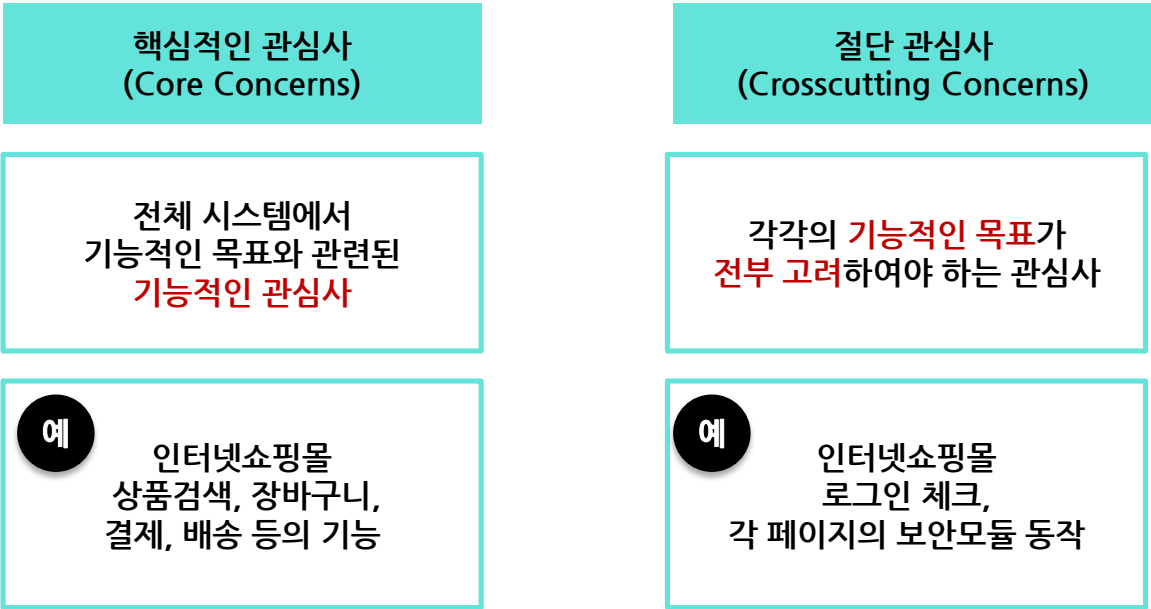 핵심적인 관심사
(Core Concerns)
전체 시스템에서
기능적인 목표와 관련된
기능적인 관심사
예
인터넷쇼핑몰
상품검색, 장바구니,
결제, 배송 등의 기능
절단 관심사
(Crosscutting Concerns)
각각의 기능적인 목표가
전부 고려하여야 하는 관심사
예
인터넷쇼핑몰
로그인 체크,
각 페이지의 보안모듈 동작